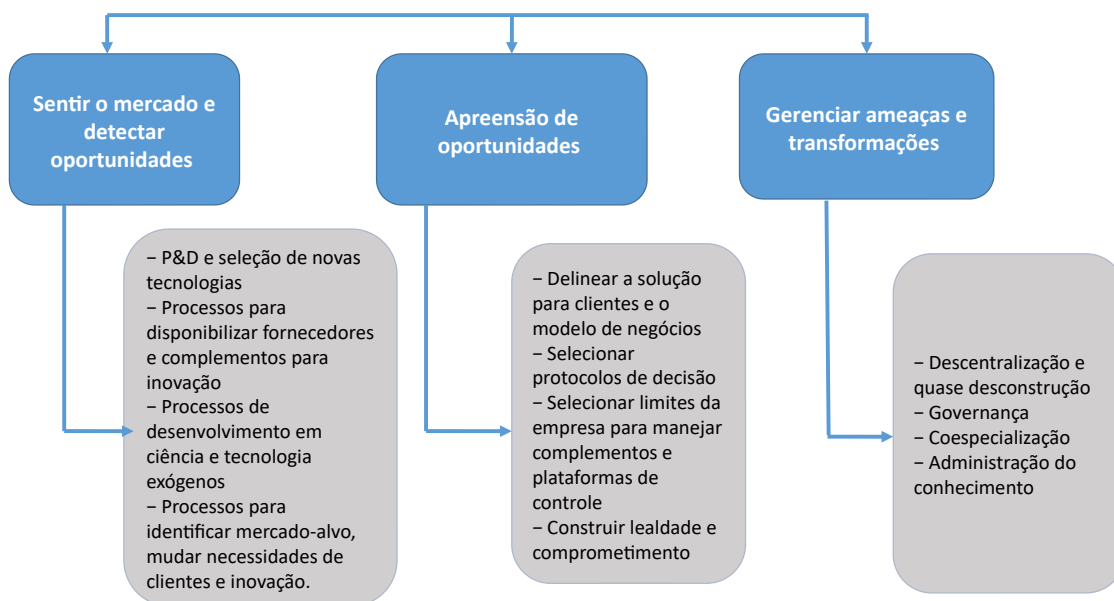 Sentir o mercado e
detectar
oportunidades
Apreensão de
oportunidades
Gerenciar ameaças e
transformações
− P&D e seleção de novas
tecnologias
− Processos para
disponibilizar fornecedores
e complementos para
inovação
− Processos de
desenvolvimento em
ciência e tecnologia
exógenos
− Processos para
identificar mercado-alvo,
mudar necessidades de
clientes e inovação.
− Delinear a solução
para clientes e o
modelo de negócios
− Selecionar
protocolos de decisão
− Selecionar limites da
empresa para manejar
complementos e
plataformas de
controle
− Construir lealdade e
comprometimento
− Descentralização e
quase desconstrução
− Governança
− Coespecialização
− Administração do
conhecimento